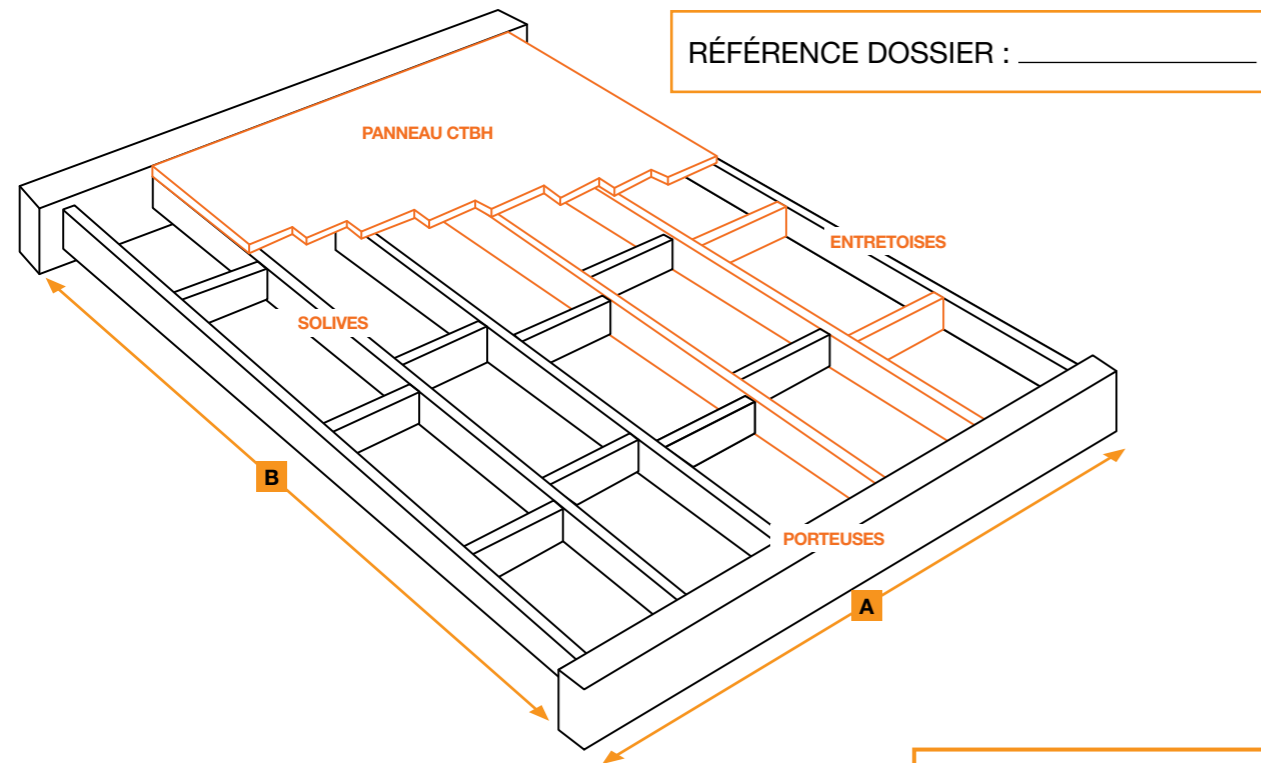 RÉFÉRENCE DOSSIER :
PANNEAU CTBH
ENTRETOISES
SOLIVES
B
PORTEUSES
A